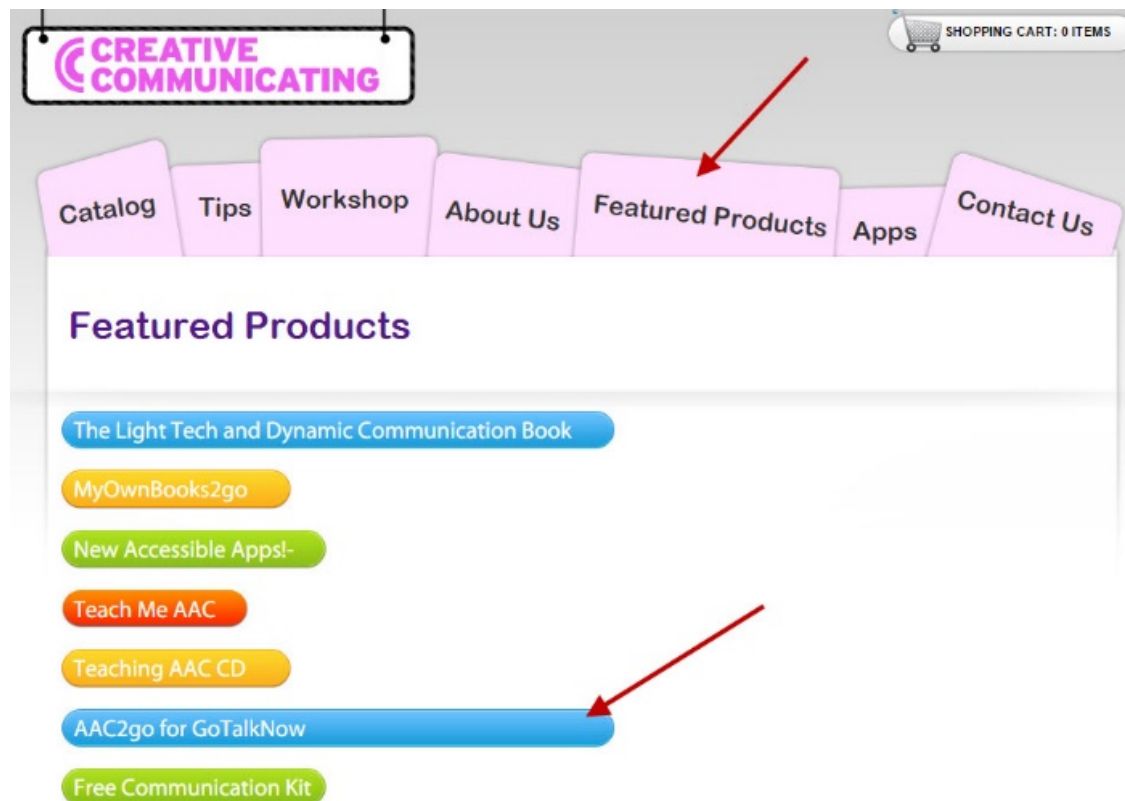 CREATIVE
COMMUNICATING
SHOPPING CART: 0 ITEMS
Catalog
Tips
Workshop
About Us
Featured Products
Apps
Contact Us
Featured Products
The Light Tech and Dynamic Communication Book
MyOwnBooks2go
New Accessible Apps!-
Teach Me AAC
Teaching AAC CD
AAC2go for GoTalkNow
Free Communication Kit